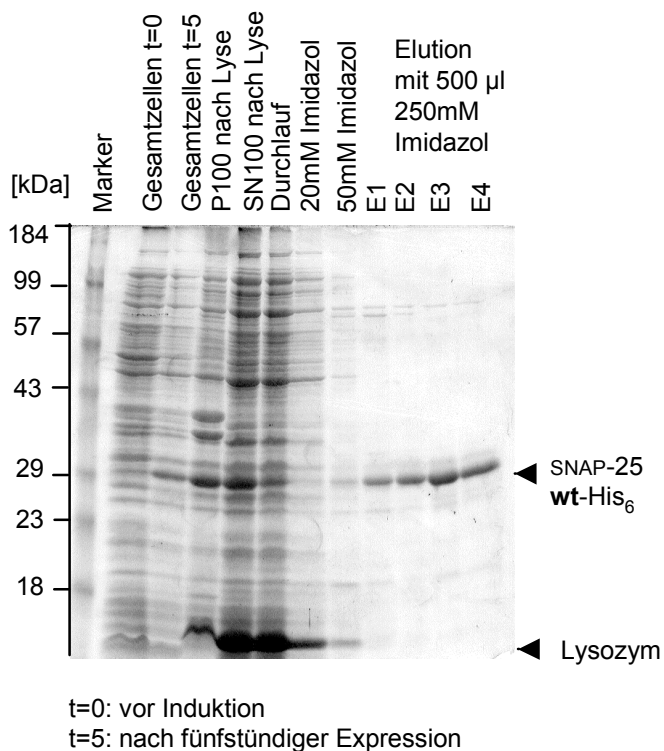 [kDa]
Marker
Gesamtzellen t=0
Gesamtzellen t=5
P100 nach Lyse
SN100 nach Lyse
Durchlauf
20mM Imidazol
50mM Imidazol
E1
E2
E3
E4
Elution
mit 500 µl
250mM
Imidazol
184
99
57
43
29
23
18
SNAP-25
wt-His6
Lysozym
t=0: vor Induktion
t=5: nach fünfstündiger Expression